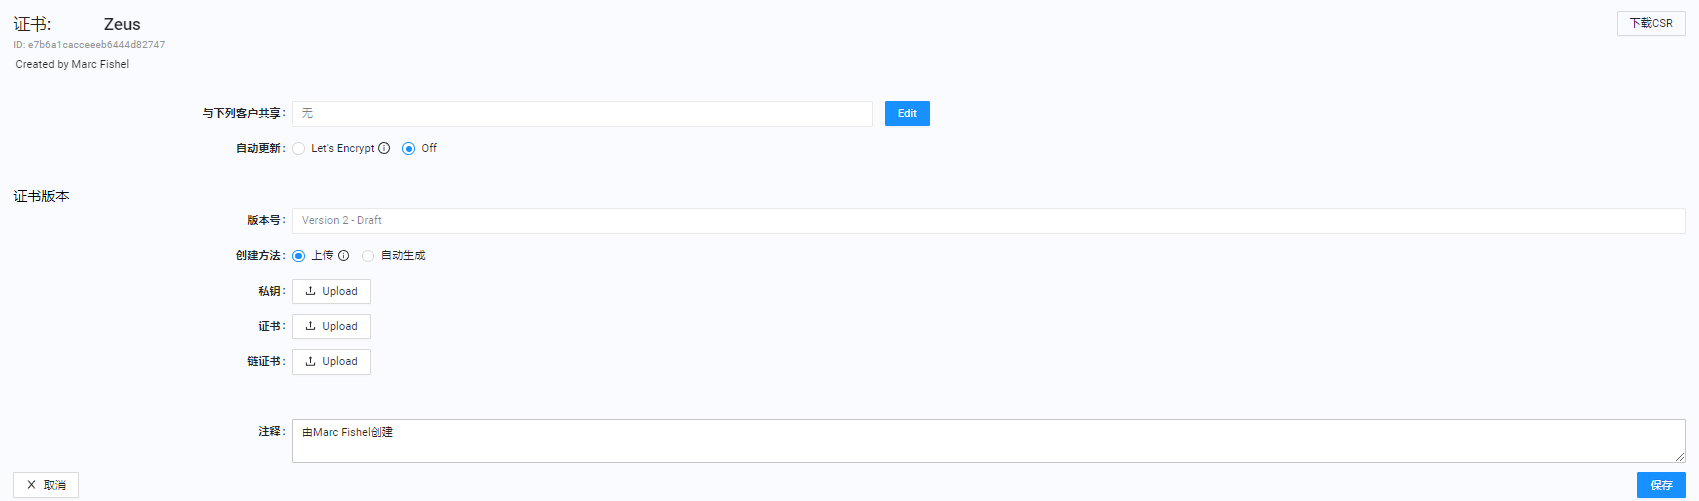 证书: Zeus 下载CSR
ID: e7b6a1cacceeeb6444d82747
Created by Marc Fishel
与下列客户共享: 无 Edit
自动更新: Let's Encrypt Off
证书版本
版本号: Version 2 - Draft
创建方法: 上传 自动生成
私钥: Upload
证书: Upload
链证书: Upload
注释: 由Marc Fishel创建
取消 保存